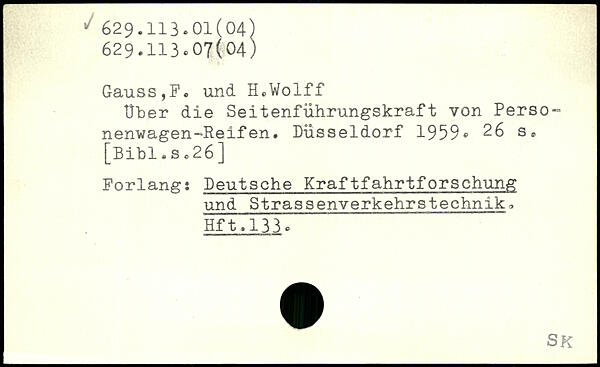 ✓ 629.113.01(04)
629.113.07(04)
Gauss,F. und H.Wolff
Über die Seitenführungskraft von Perso-
nenwagen-Reifen. Düsseldorf 1959. 26 s.
[Bibl.s.26]
Forlang: Deutsche Kraftfahrtforschung
und Strassenverkehrstechnik.
Hft.133.
SK